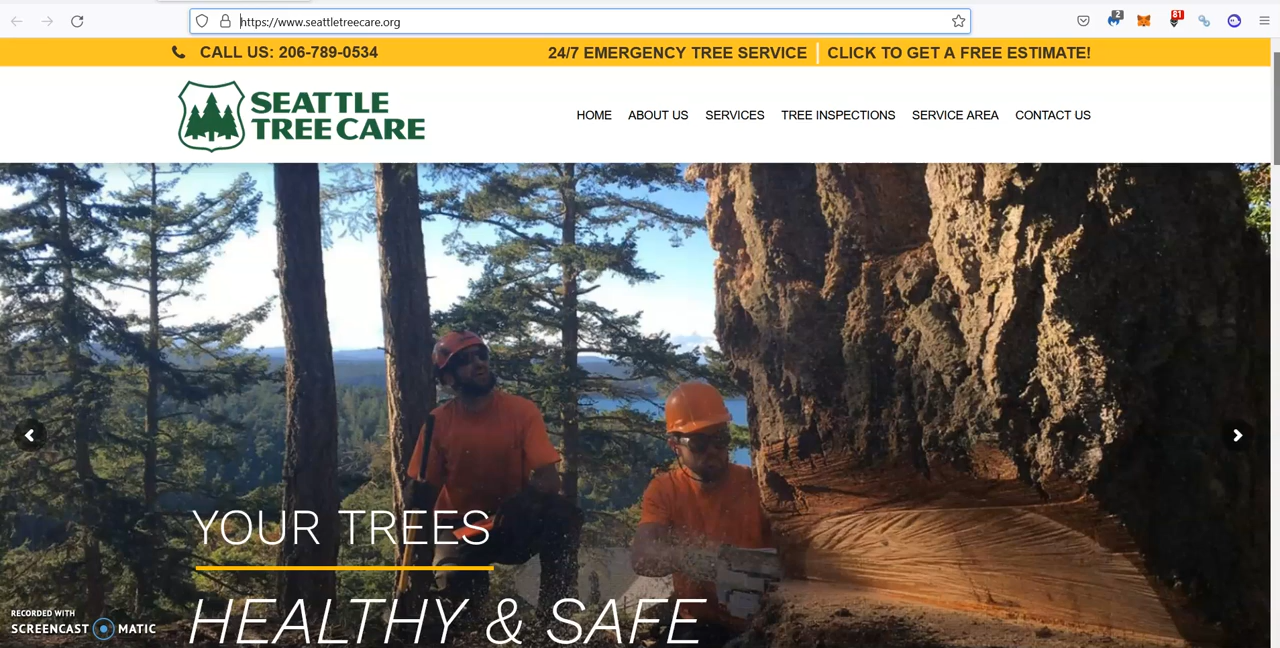 https://www.seattletreecare.org
2
81
CALL US: 206-789-0534
24/7 EMERGENCY TREE SERVICE
CLICK TO GET A FREE ESTIMATE!
SEATTLE
TREE CARE
HOME ABOUT US SERVICES TREE INSPECTIONS SERVICE AREA CONTACT US
YOUR TREES
HEALTHY & SAFE
RECORDED WITH
SCREENCAST MATIC